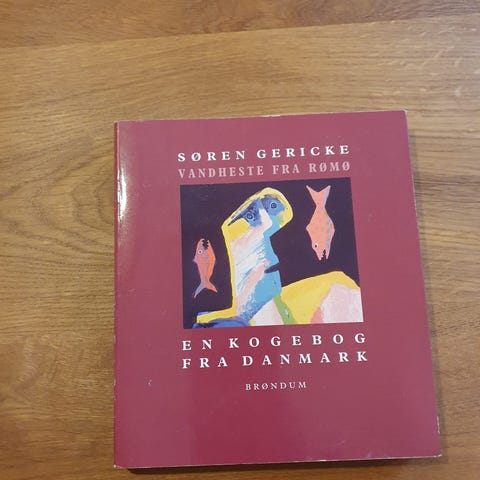 SØREN GERICKE
VANDHESTE FRA RØMØ
EN KOGEBOG
FRA DANMARK
BRØNDUM